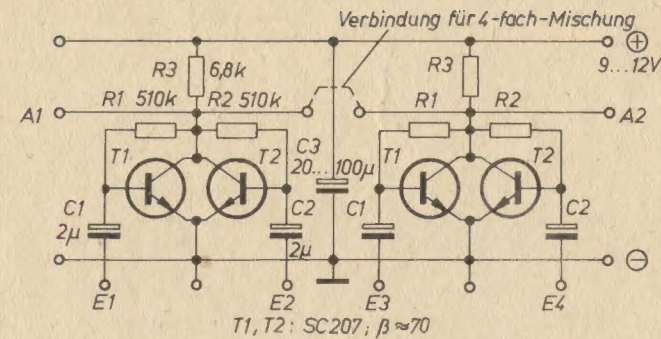 Verbindung für 4-fach-Mischung
R3 6,8k
R3
9...12V
A1
R1 510k R2 510k
R1 R2
A2
T1 T2
C3
20...100µ
T1 T2
C1
2µ
C2
2µ
C1
C2
E1 E2 E3 E4
T1, T2 : SC207 ; β≈70